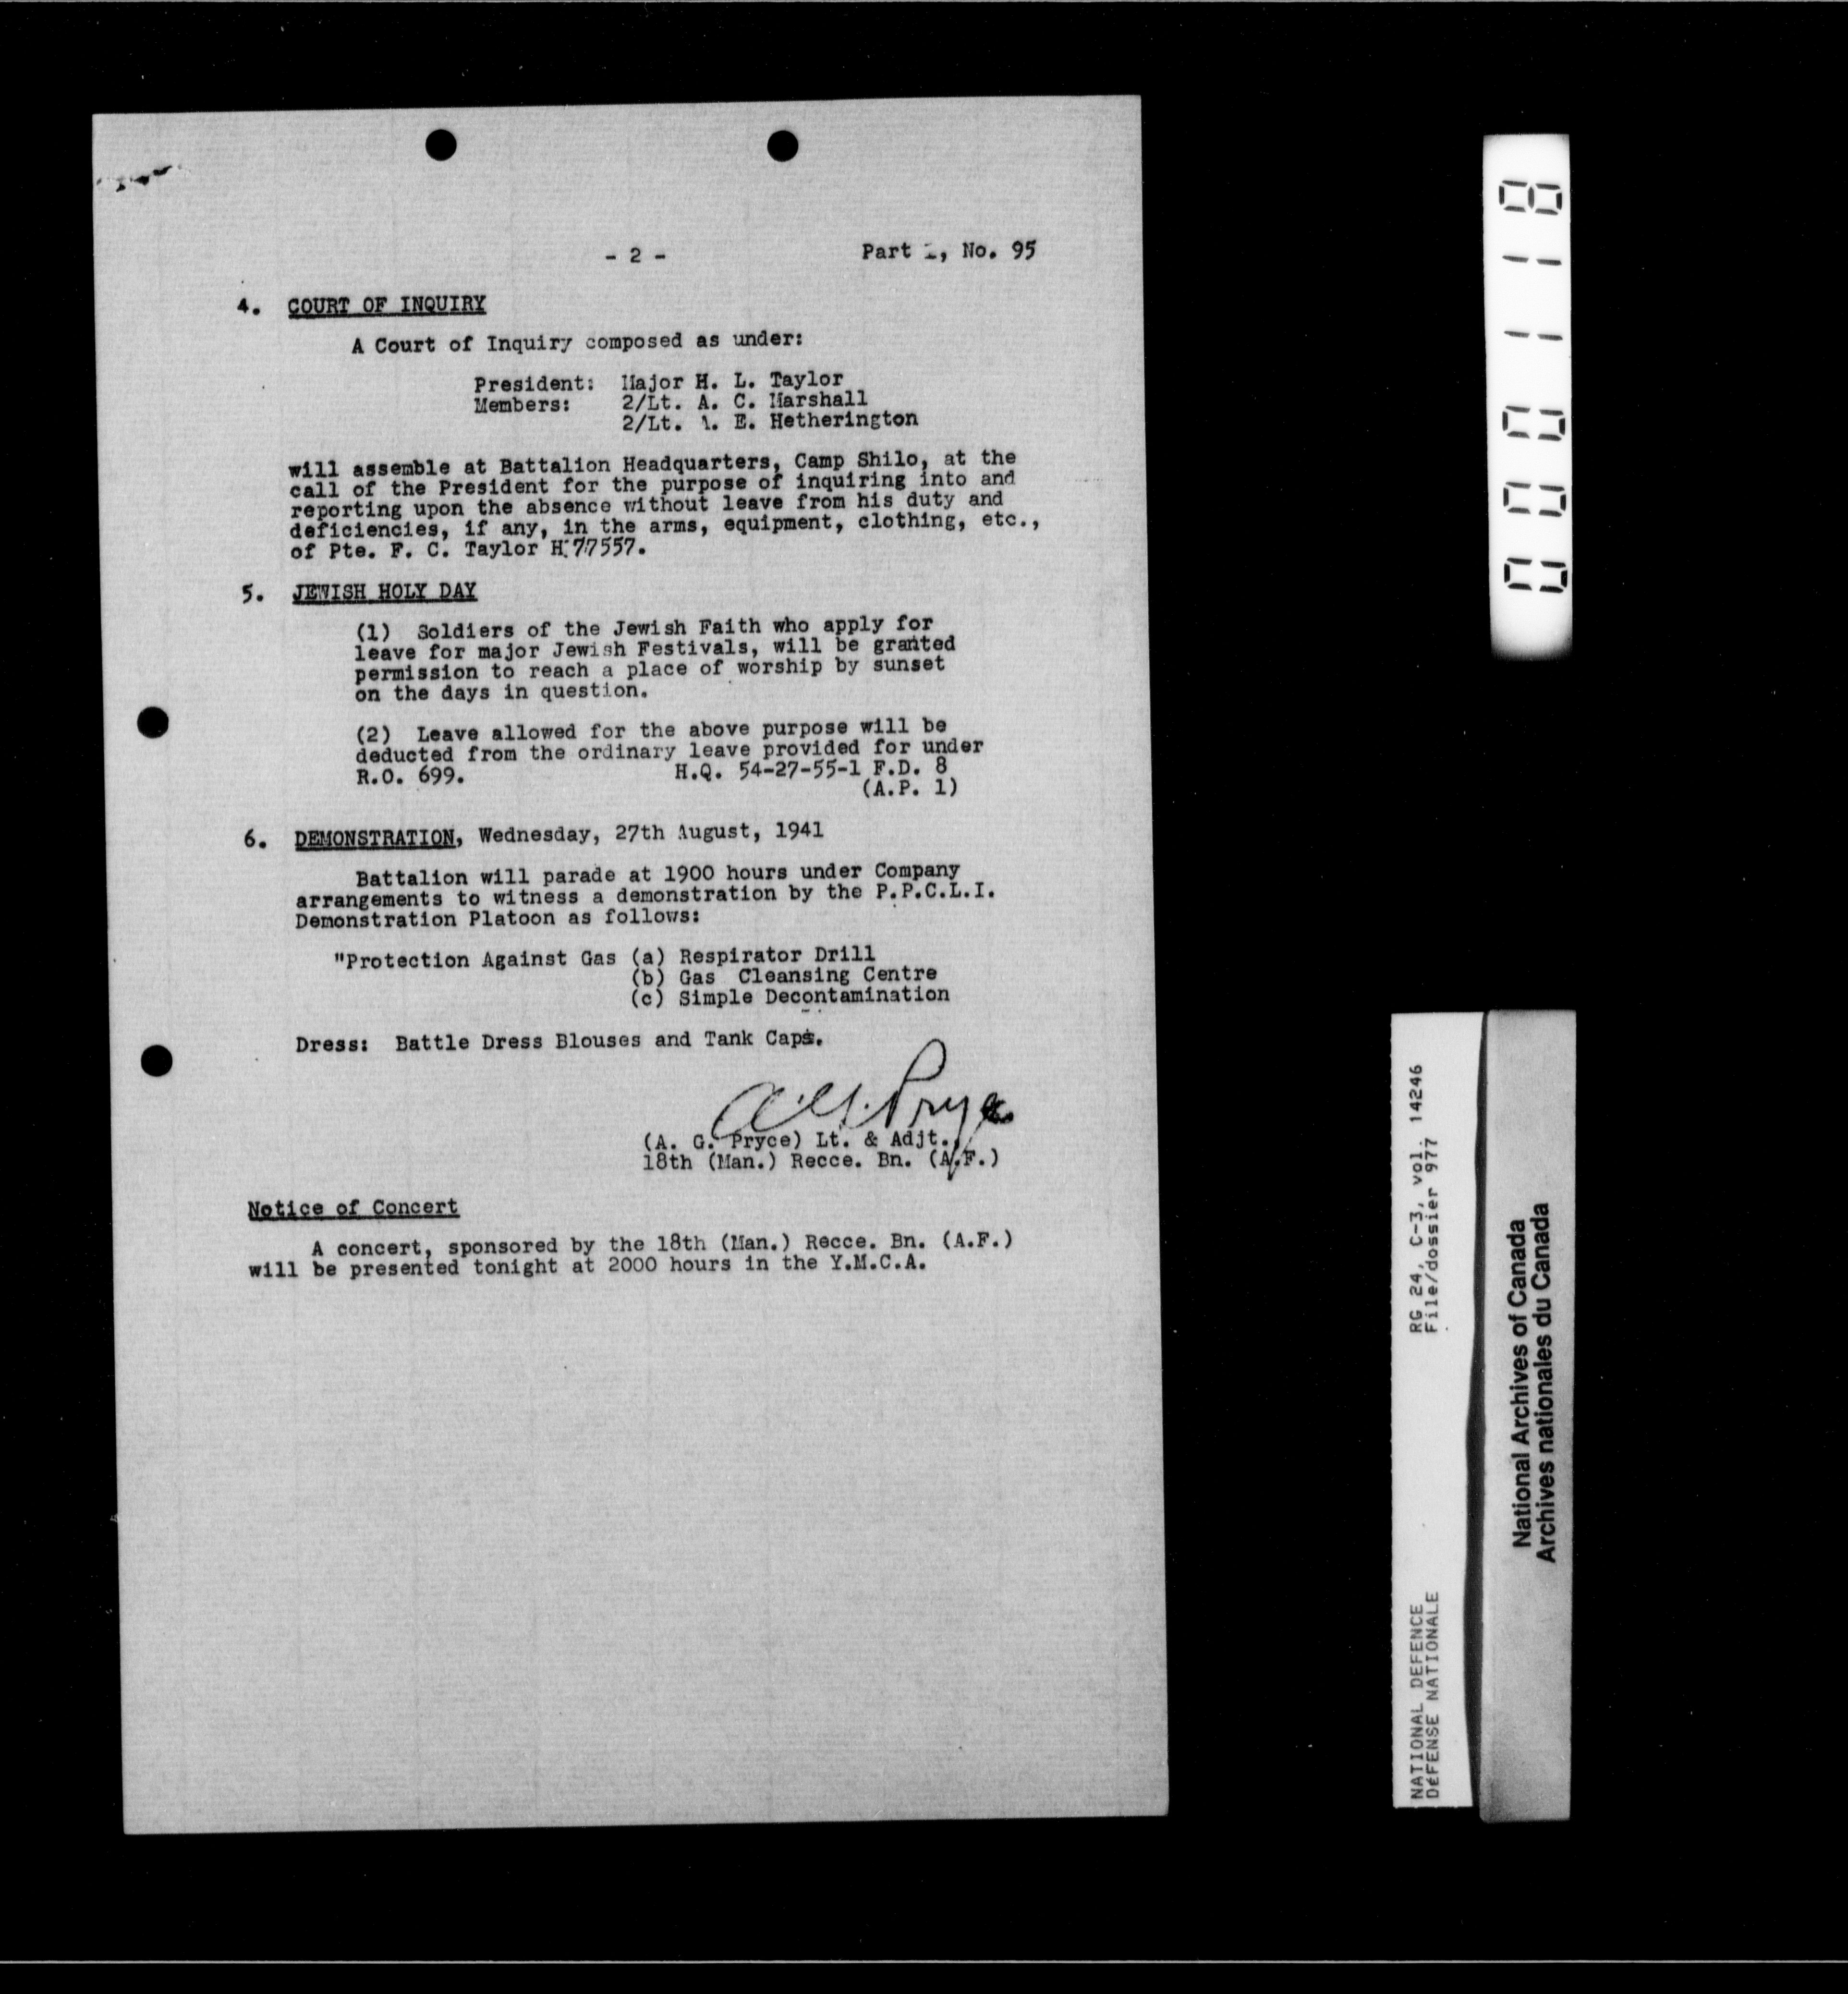 - 2 -
Part I, No. 95
4. COURT OF INQUIRY
A Court of Inquiry composed as under:
President: Major H. L. Taylor
Members: 2/Lt. A. C. Marshall
2/Lt. A. E. Hetherington
will assemble at Battalion Headquarters, Camp Shilo, at the
call of the President for the purpose of inquiring into and
reporting upon the absence without leave from his duty and
deficiencies, if any, in the arms, equipment, clothing, etc.,
of Pte. F. C. Taylor H.77557.
5. JEWISH HOLY DAY
(1) Soldiers of the Jewish Faith who apply for
leave for major Jewish Festivals, will be granted
permission to reach a place of worship by sunset
on the days in question.
(2) Leave allowed for the above purpose will be
deducted from the ordinary leave provided for under
R.O. 699. H.Q. 54-27-55-1 F.D. 8
(A.P. 1)
6. DEMONSTRATION, Wednesday, 27th August, 1941
Battalion will parade at 1900 hours under Company
arrangements to witness a demonstration by the P.P.C.L.I.
Demonstration Platoon as follows:
"Protection Against Gas (a) Respirator Drill
(b) Gas Cleansing Centre
(c) Simple Decontamination
Dress: Battle Dress Blouses and Tank Caps.
A.G. Pryce
(A. G. Pryce) Lt. & Adjt.,
18th (Man.) Recce. Bn. (A.F.)
Notice of Concert
A concert, sponsored by the 18th (Man.) Recce. Bn. (A.F.)
will be presented tonight at 2000 hours in the Y.M.C.A.
000118
RG 24, C-3, vol. 14246
File/dossier 977
NATIONAL DEFENCE
DÉFENSE NATIONALE
National Archives of Canada
Archives nationales du Canada